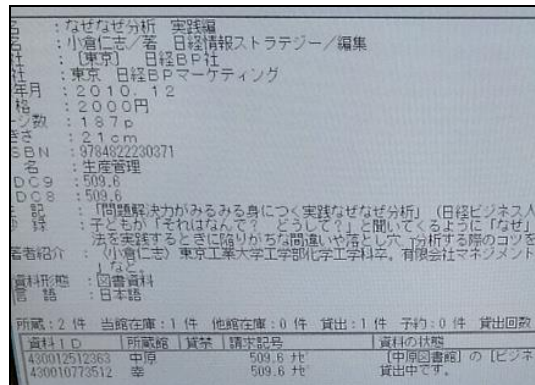 名 : なぜなぜ分析 実践編
名 : 小倉仁志/著 日経情報ストラテジー/編集
社 : [東京] 日経BP社
社 : 東京 日経BPマーケティング
年月 : 2010.12
格 : 2000円
ージ数 : 187p
きさ : 21cm
SBN : 9784822230371
名 : 生産管理
DC9 : 509.6
DC8 : 509.6
記 : 「問題解決力がみるみる身につく実践なぜなぜ分析」 (日経ビジネス人
録 : 子どもが「それはなんで? どうして?」と聞いてくるように「なぜ」
法を実践するときに陥りがちな間違いや落とし穴、分析する際のコツを
著者紹介 : 〈小倉仁志〉東京工業大学工学部化学工学科卒。有限会社マネジメント
」など。
資料形態 : 図書資料
言 語 : 日本語
所蔵:2 件 当館在庫:1 件 他館在庫:0 件 貸出:1 件 予約:0 件 貸出回数
資料ID 所蔵館 貸禁 請求記号 資料の状態
430012512363 中原 509.6 ナゼ [中原図書館] の [ビジネ
430010773512 幸 509.6 ナゼ 貸出中です。